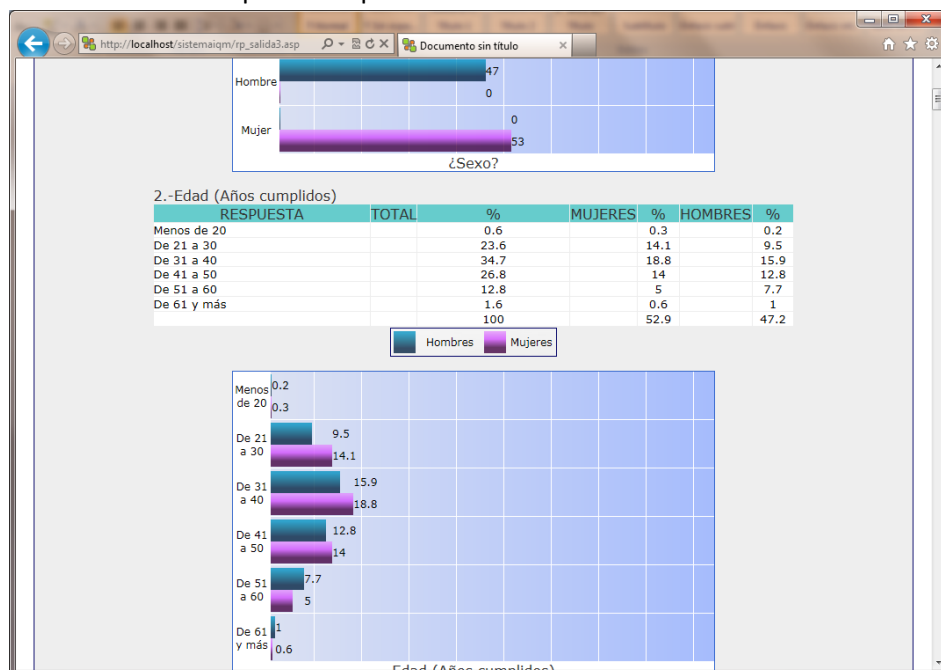 http://localhost/sistemaiqm/rp_salida3.asp Documento sin título
Hombre 47
0
Mujer 0
53
¿Sexo?
2.-Edad (Años cumplidos)
RESPUESTA TOTAL % MUJERES % HOMBRES %
Menos de 20 0.6 0.3 0.2
De 21 a 30 23.6 14.1 9.5
De 31 a 40 34.7 18.8 15.9
De 41 a 50 26.8 14 12.8
De 51 a 60 12.8 5 7.7
De 61 y más 1.6 0.6 1
100 52.9 47.2
Hombres Mujeres
Menos 0.2
de 20 0.3
De 21 9.5
a 30 14.1
De 31 15.9
a 40 18.8
De 41 12.8
a 50 14
De 51 7.7
a 60 5
De 61 1
y más 0.6
Edad (Años cumplidos)